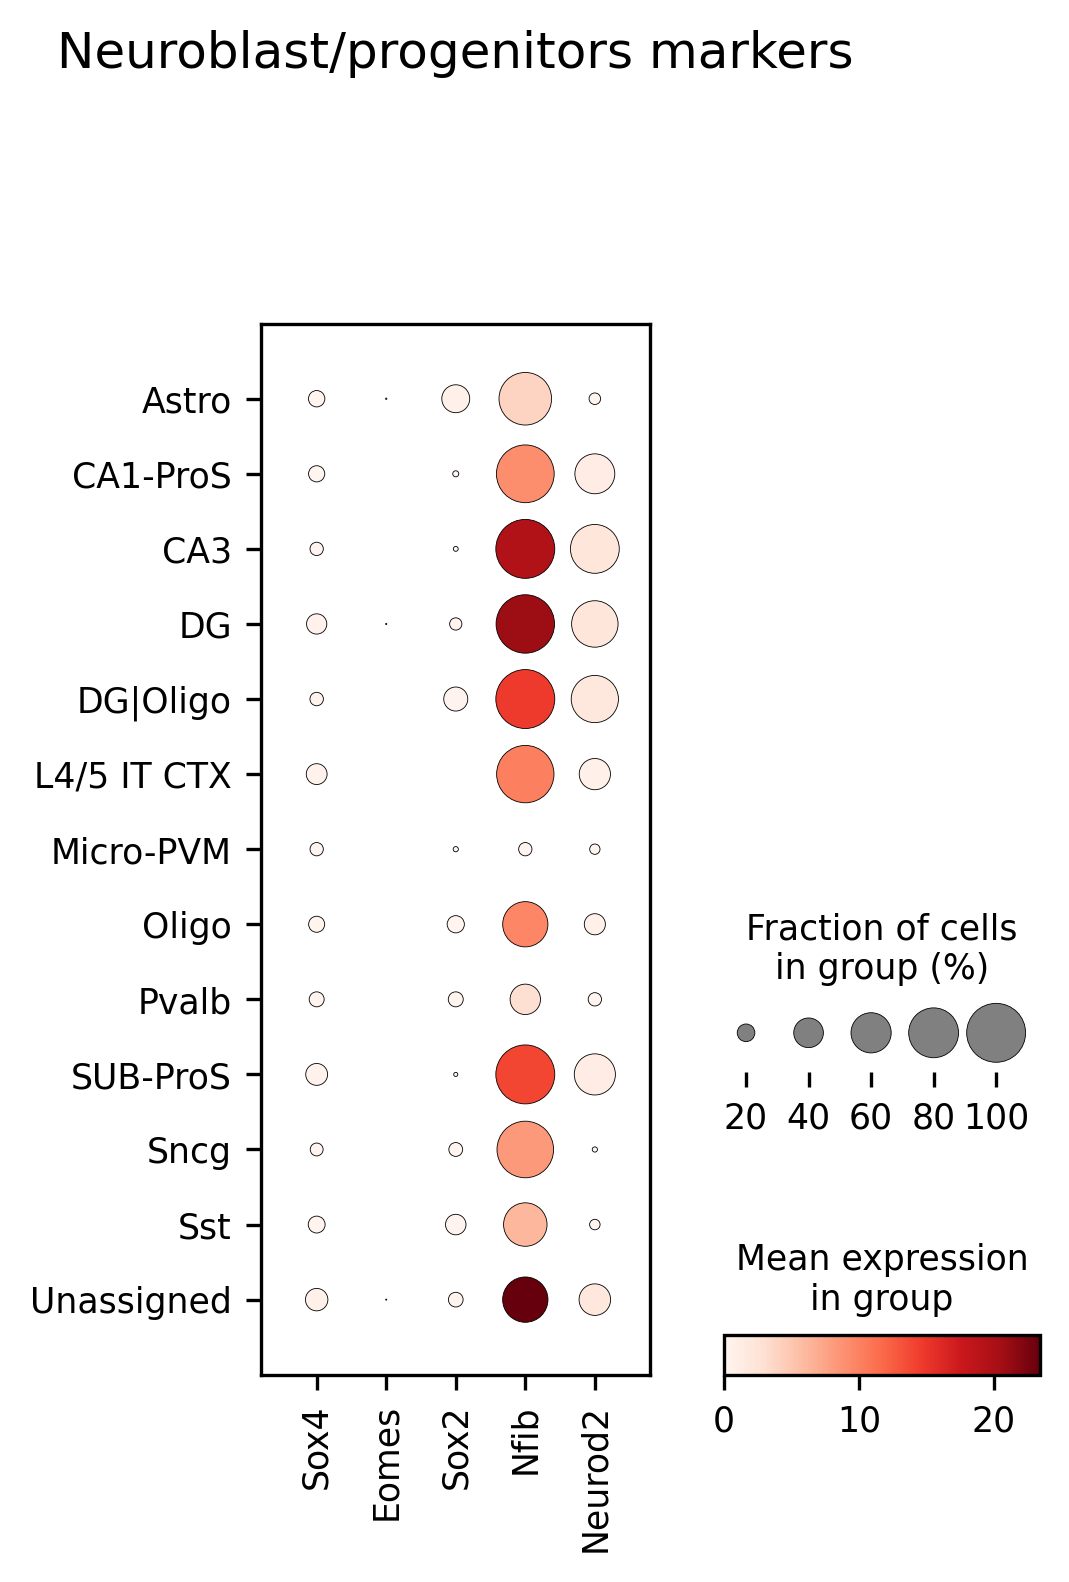 Neuroblast/progenitors markers
Astro
CA1-ProS
CA3
DG
DG|Oligo
L4/5 IT CTX
Micro-PVM
Oligo
Pvalb
SUB-ProS
Sncg
Sst
Unassigned
Sox4
Eomes
Sox2
Nfib
Neurod2
Fraction of cells
in group (%)
20 40 60 80 100
Mean expression
in group
0 10 20